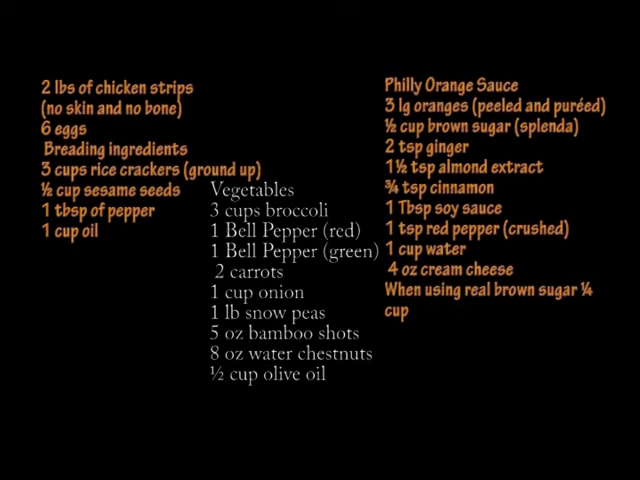 2 lbs of chicken strips
(no skin and no bone)
6 eggs
Breading ingredients
3 cups rice crackers (ground up)
½ cup sesame seeds
1 tbsp of pepper
1 cup oil
Vegetables
3 cups broccoli
1 Bell Pepper (red)
1 Bell Pepper (green)
2 carrots
1 cup onion
1 lb snow peas
5 oz bamboo shots
8 oz water chestnuts
½ cup olive oil
Philly Orange Sauce
3 lg oranges (peeled and puréed)
½ cup brown sugar (splenda)
2 tsp ginger
1½ tsp almond extract
¾ tsp cinnamon
1 Tbsp soy sauce
1 tsp red pepper (crushed)
1 cup water
4 oz cream cheese
When using real brown sugar ¼
cup